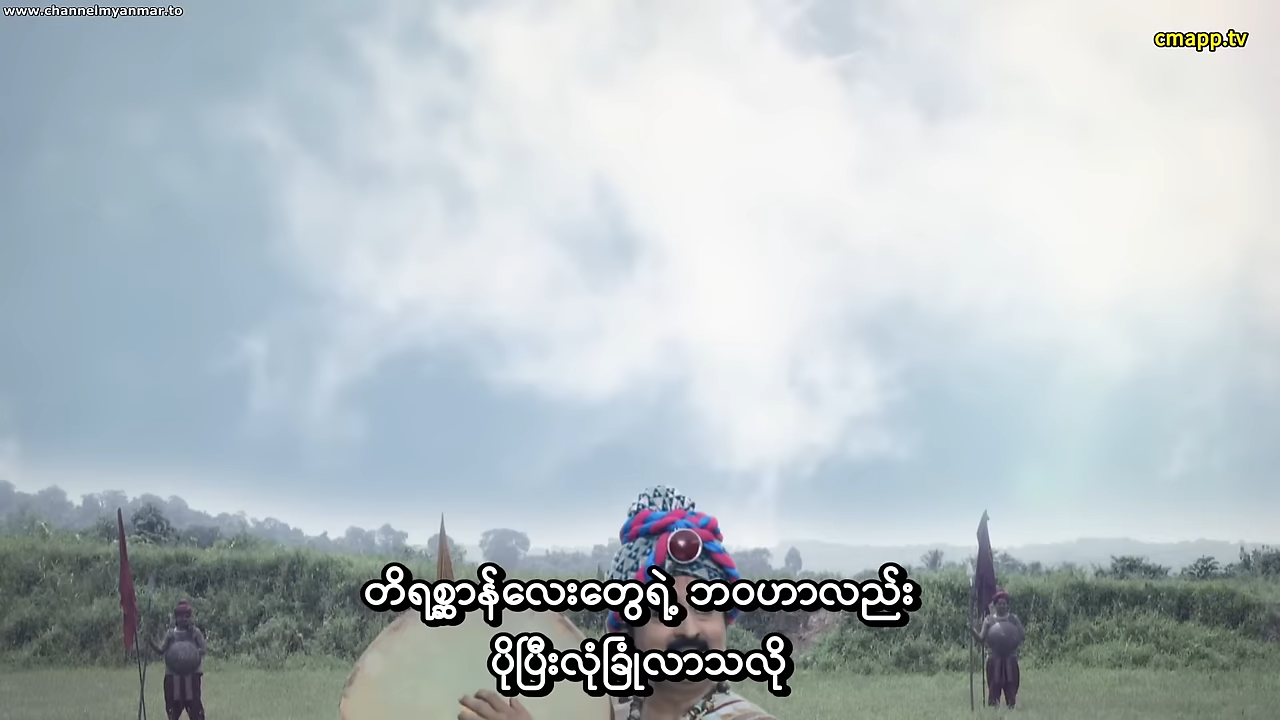 www.channelmyanmar.to
cmapp.tv
တိရစ္ဆာန်လေးတွေရဲ့ ဘဝဟာလည်း
ပိုပြီးလုံခြုံလာသလို